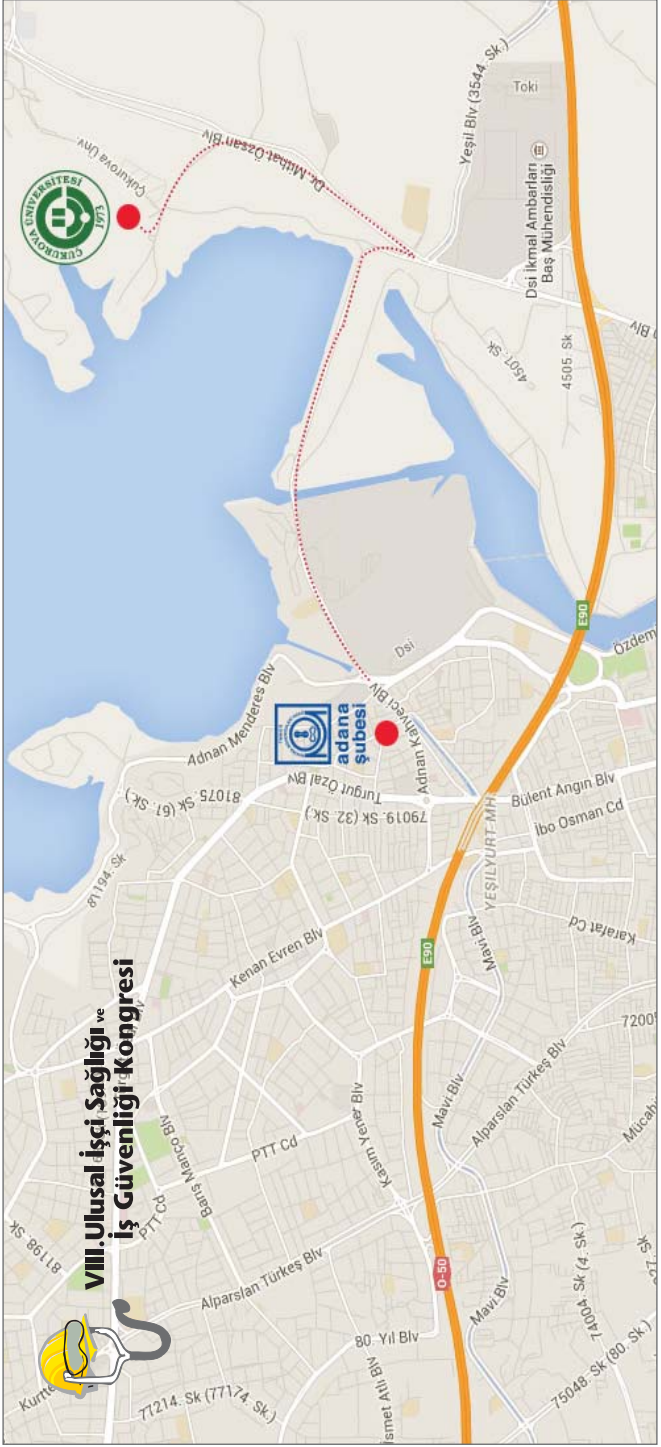 VIII.Ulusal İşçi Sağlığı ve
İş Güvenliği Kongresi
ÇUKUROVA ÜNİVERSİTESİ
1973
adana
şubesi
Çukurova Ünv.
Dr. Mithat Özsan Blv
Yeşil Blv (3544. Sk.)
Toki
Dsi İkmal Ambarları
Baş Mühendisliği
4507. Sk
4505. Sk
Blv
E90
Özdem
Dsi
Adnan Menderes Blv
Adnan Kahveci Blv
Turgut Özal Blv
79019. Sk (32. Sk.)
81075. Sk (61. Sk.)
81194. Sk
Bülent Angın Blv
İbo Osman Cd
YEŞİLYURT MH
Karafat Cd
Mavi Blv
E90
Kenan Evren Blv
7200
Alparslan Türkeş Blv
Mücahi
Mavi Blv
Kasım Yener Blv
PTT Cd
Barış Manço Blv
PTT Cd
81198. Sk
Alparslan Türkeş Blv
O-50
Mavi Blv
74004. Sk (4. Sk.)
27. Sk
75048. Sk (80. Sk.)
80. Yıl Blv
İsmet Atlı Blv
77214. Sk (77174. Sk.)
Kurtte